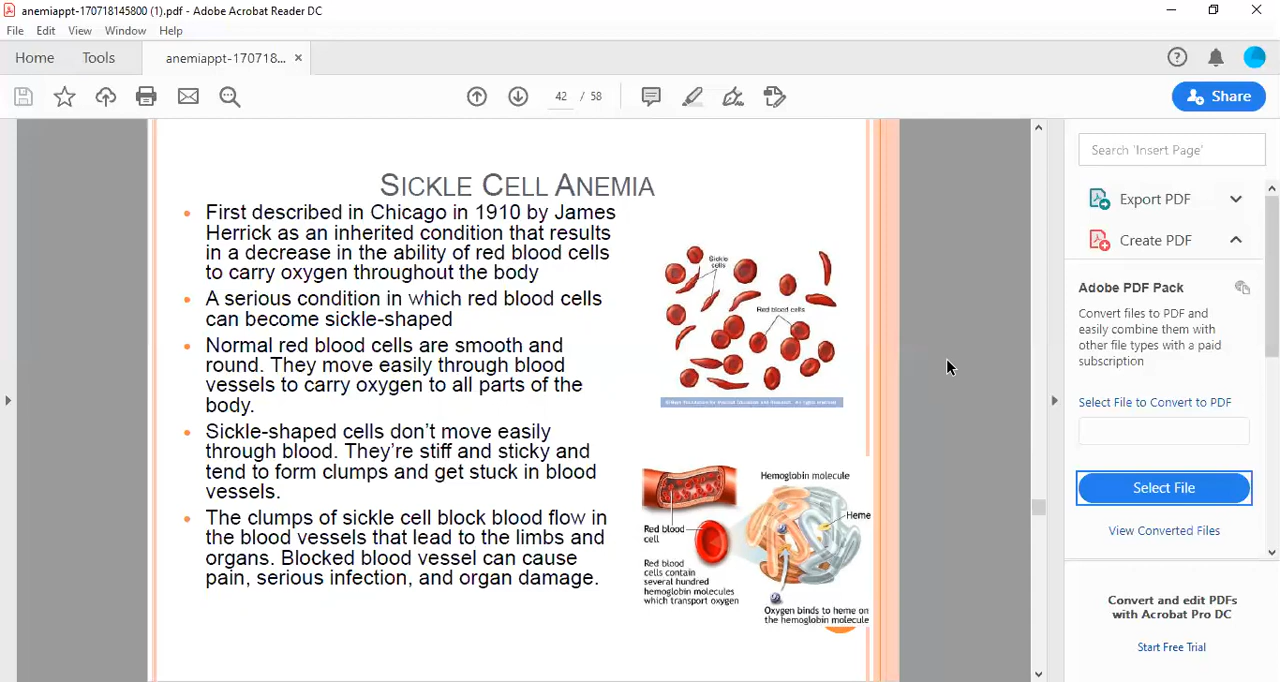 anemiappt-170718145800 (1).pdf - Adobe Acrobat Reader DC
File Edit View Window Help
Home Tools anemiappt-170718... ×
42 / 58
Share
SICKLE CELL ANEMIA
• First described in Chicago in 1910 by James
Herrick as an inherited condition that results
in a decrease in the ability of red blood cells
to carry oxygen throughout the body
• A serious condition in which red blood cells
can become sickle-shaped
• Normal red blood cells are smooth and
round. They move easily through blood
vessels to carry oxygen to all parts of the
body.
• Sickle-shaped cells don't move easily
through blood. They're stiff and sticky and
tend to form clumps and get stuck in blood
vessels.
• The clumps of sickle cell block blood flow in
the blood vessels that lead to the limbs and
organs. Blocked blood vessel can cause
pain, serious infection, and organ damage.
Sickle
cells
Red blood cells
Hemoglobin molecule
Heme
Red blood
cell
Red blood
cells contain
several hundred
hemoglobin molecules
which transport oxygen
Oxygen binds to heme on
the hemoglobin molecule
Search 'Insert Page'
Export PDF
Create PDF
Adobe PDF Pack
Convert files to PDF and
easily combine them with
other file types with a paid
subscription
Select File to Convert to PDF
Select File
View Converted Files
Convert and edit PDFs
with Acrobat Pro DC
Start Free Trial